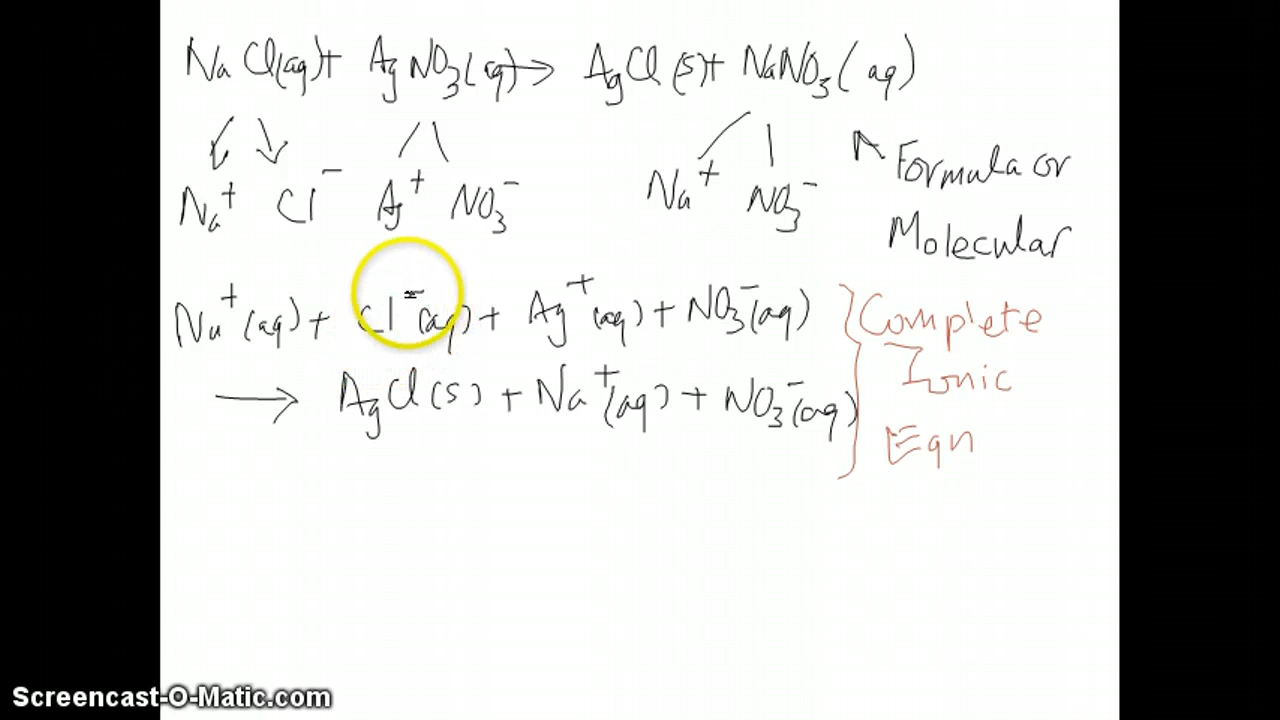 NaCl(aq) + AgNO₃(aq) → AgCl(s) + NaNO₃(aq)
Na⁺ Cl⁻ Ag⁺ NO₃⁻ Na⁺ NO₃⁻
Formula or
Molecular
Na⁺(aq) + Cl⁻(aq) + Ag⁺(aq) + NO₃⁻(aq)
→ AgCl(s) + Na⁺(aq) + NO₃⁻(aq)
Complete
Ionic
Eqn
Screencast-O-Matic.com